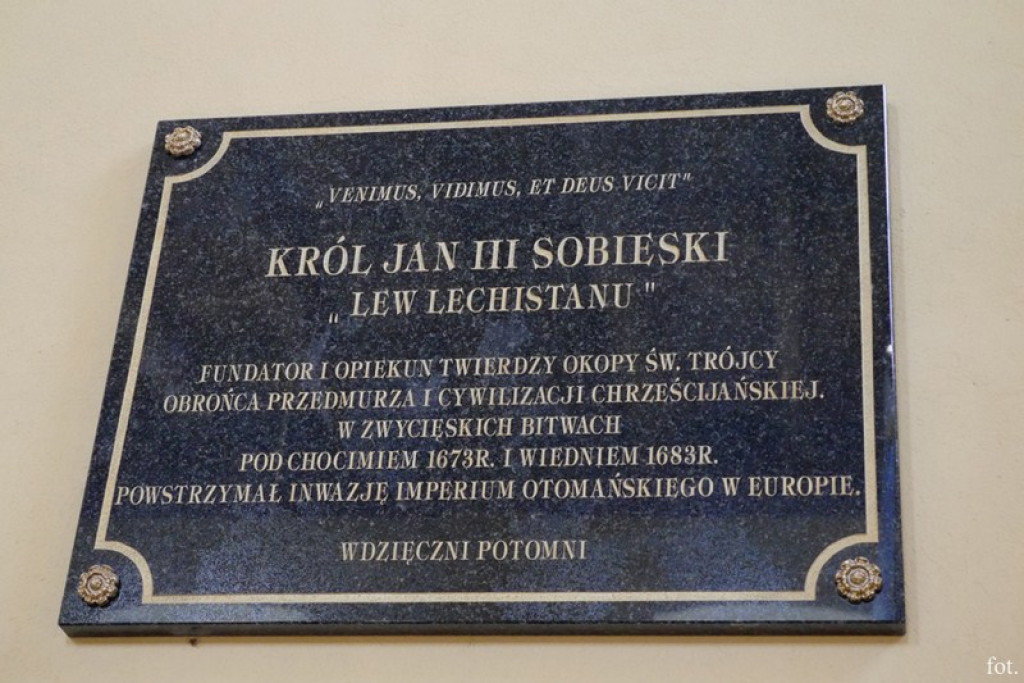 „VENIMUS, VIDIMUS, ET DEUS VICIT"
KRÓL JAN III SOBIESKI
„ LEW LECHISTANU "
FUNDATOR I OPIEKUN TWIERDZY OKOPY ŚW. TRÓJCY
OBROŃCA PRZEDMURZA I CYWILIZACJI CHRZEŚCIJAŃSKIEJ.
W ZWYCIĘSKICH BITWACH
POD CHOCIMIEM 1673R. I WIEDNIEM 1683R.
POWSTRZYMAŁ INWAZJĘ IMPERIUM OTOMAŃSKIEGO W EUROPIE.
WDZIĘCZNI POTOMNI
fot.